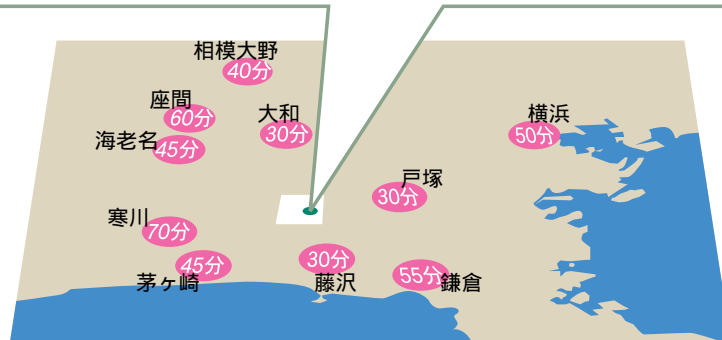 相模大野
40分
座間
60分
大和
30分
横浜
50分
海老名
45分
戸塚
30分
寒川
70分
茅ヶ崎
45分
30分
藤沢
55分
鎌倉